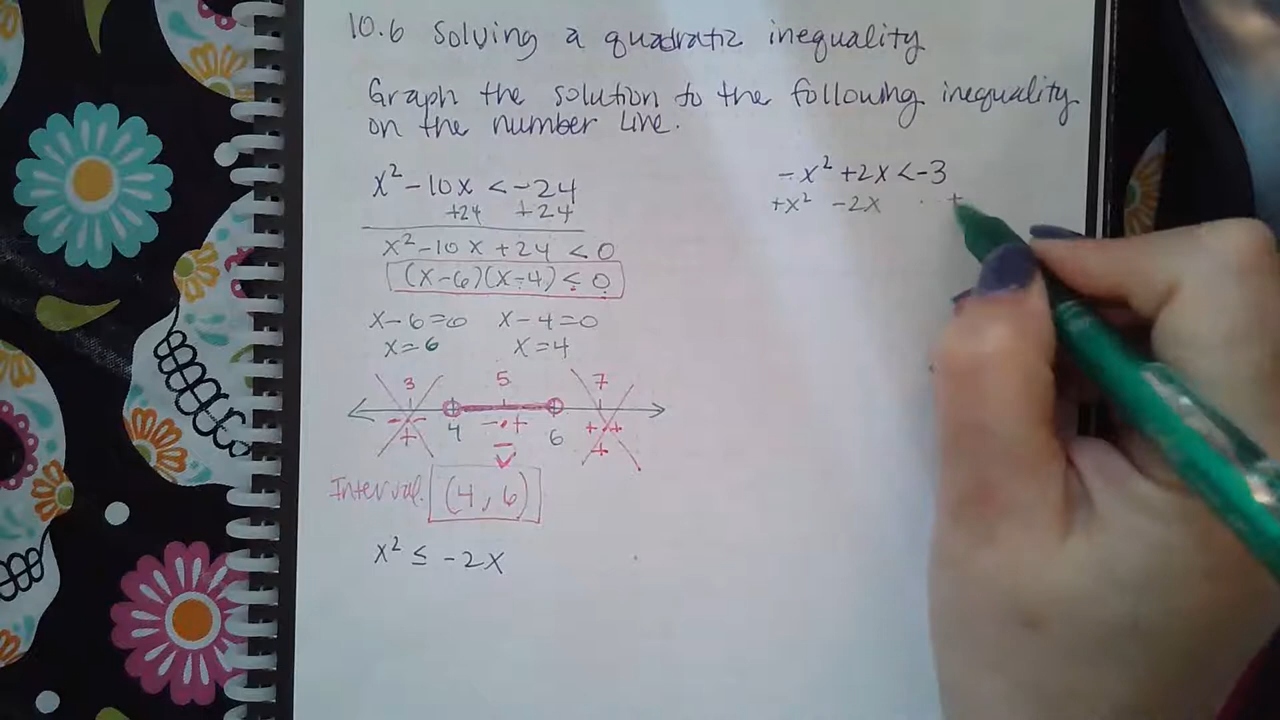 10.6 Solving a quadratic inequality
Graph the solution to the following inequality
on the number line.
x² - 10x < -24
+24 +24
x² - 10x + 24 < 0
(x-6)(x-4) < 0
x-6=0 x-4=0
x=6 x=4
3 5 7
- - - · + + · +
+ 4 - 6 +
Interval: (4, 6)
x² ≤ -2x
-x² + 2x < -3
+x² -2x +